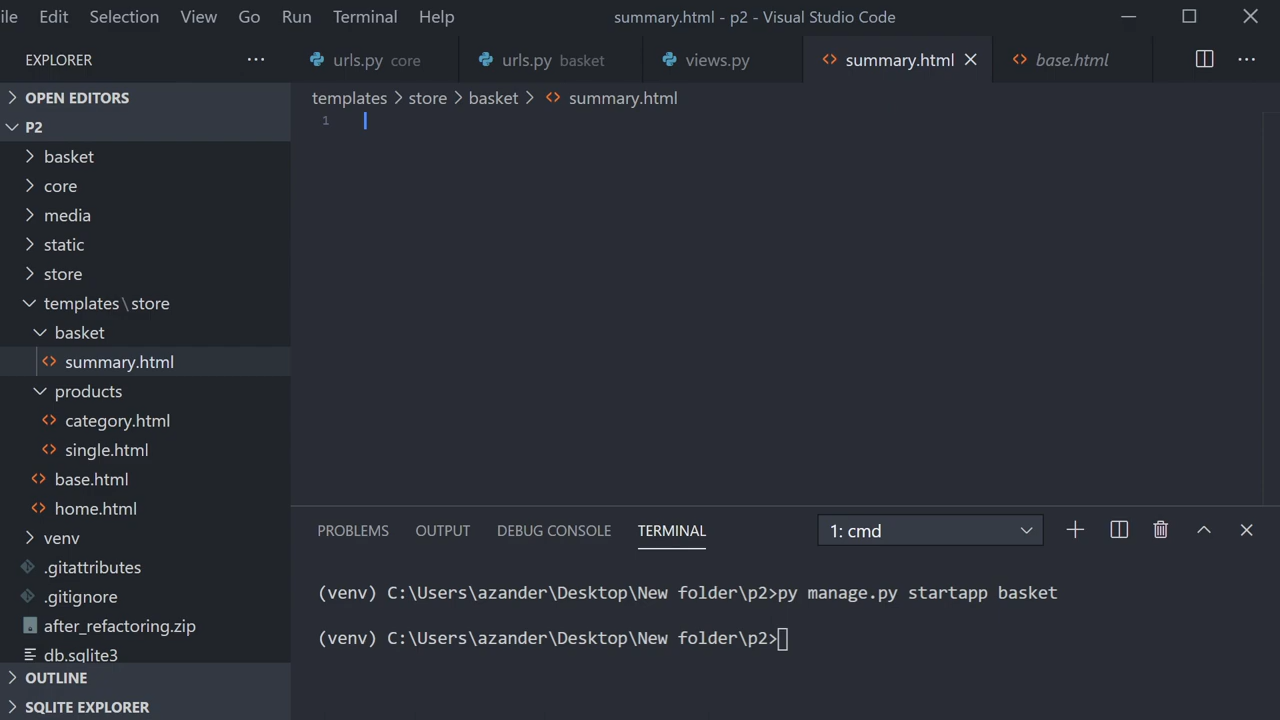 ile Edit Selection View Go Run Terminal Help summary.html - p2 - Visual Studio Code
EXPLORER
urls.py core urls.py basket views.py summary.html base.html
OPEN EDITORS
templates > store > basket > summary.html
P2
1
basket
core
media
static
store
templates\store
basket
summary.html
products
category.html
single.html
base.html
home.html
venv
.gitattributes
.gitignore
after_refactoring.zip
db.sqlite3
OUTLINE
SQLITE EXPLORER
PROBLEMS OUTPUT DEBUG CONSOLE TERMINAL 1: cmd
(venv) C:\Users\azander\Desktop\New folder\p2>py manage.py startapp basket
(venv) C:\Users\azander\Desktop\New folder\p2>